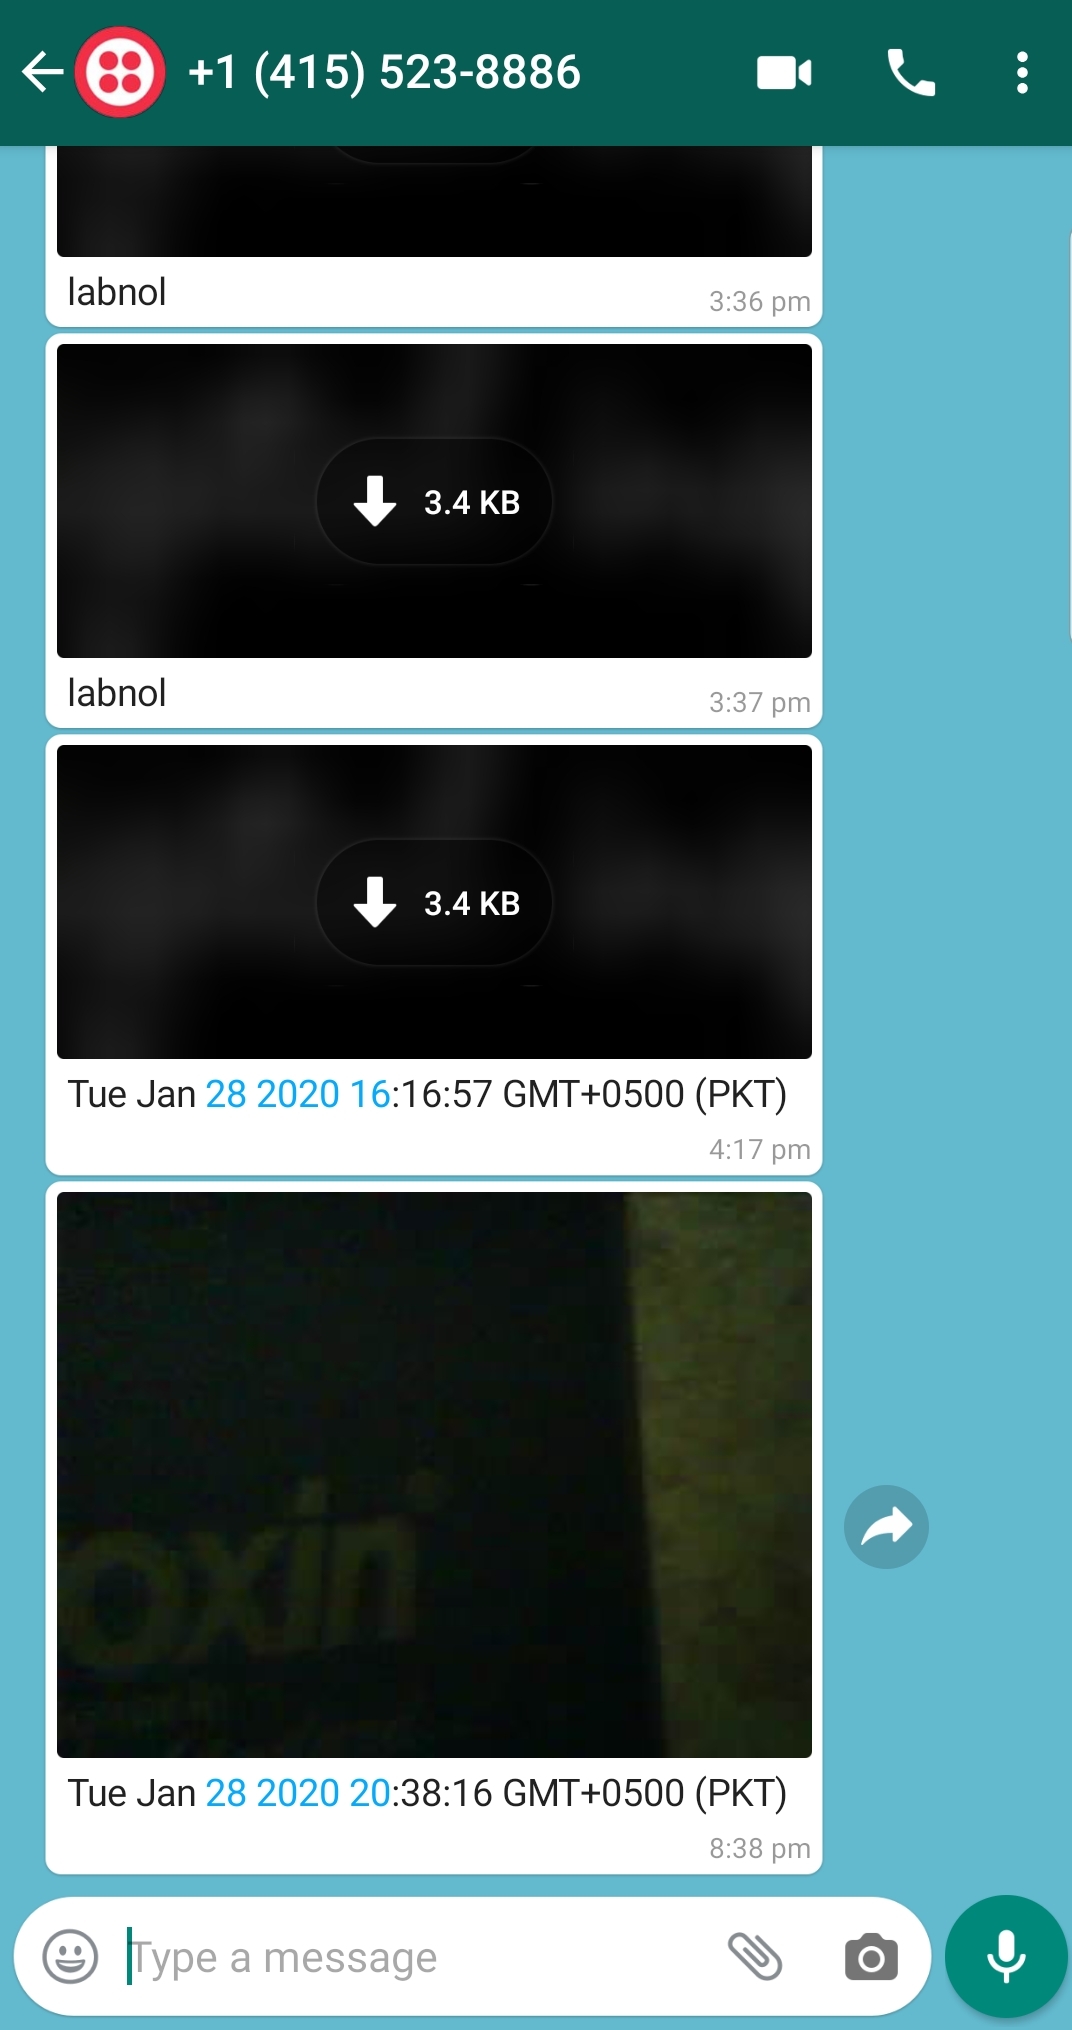 +1 (415) 523-8886
labnol
3:36 pm
3.4 KB
labnol
3:37 pm
3.4 KB
Tue Jan 28 2020 16:16:57 GMT+0500 (PKT)
4:17 pm
oxin
Tue Jan 28 2020 20:38:16 GMT+0500 (PKT)
8:38 pm
Type a message